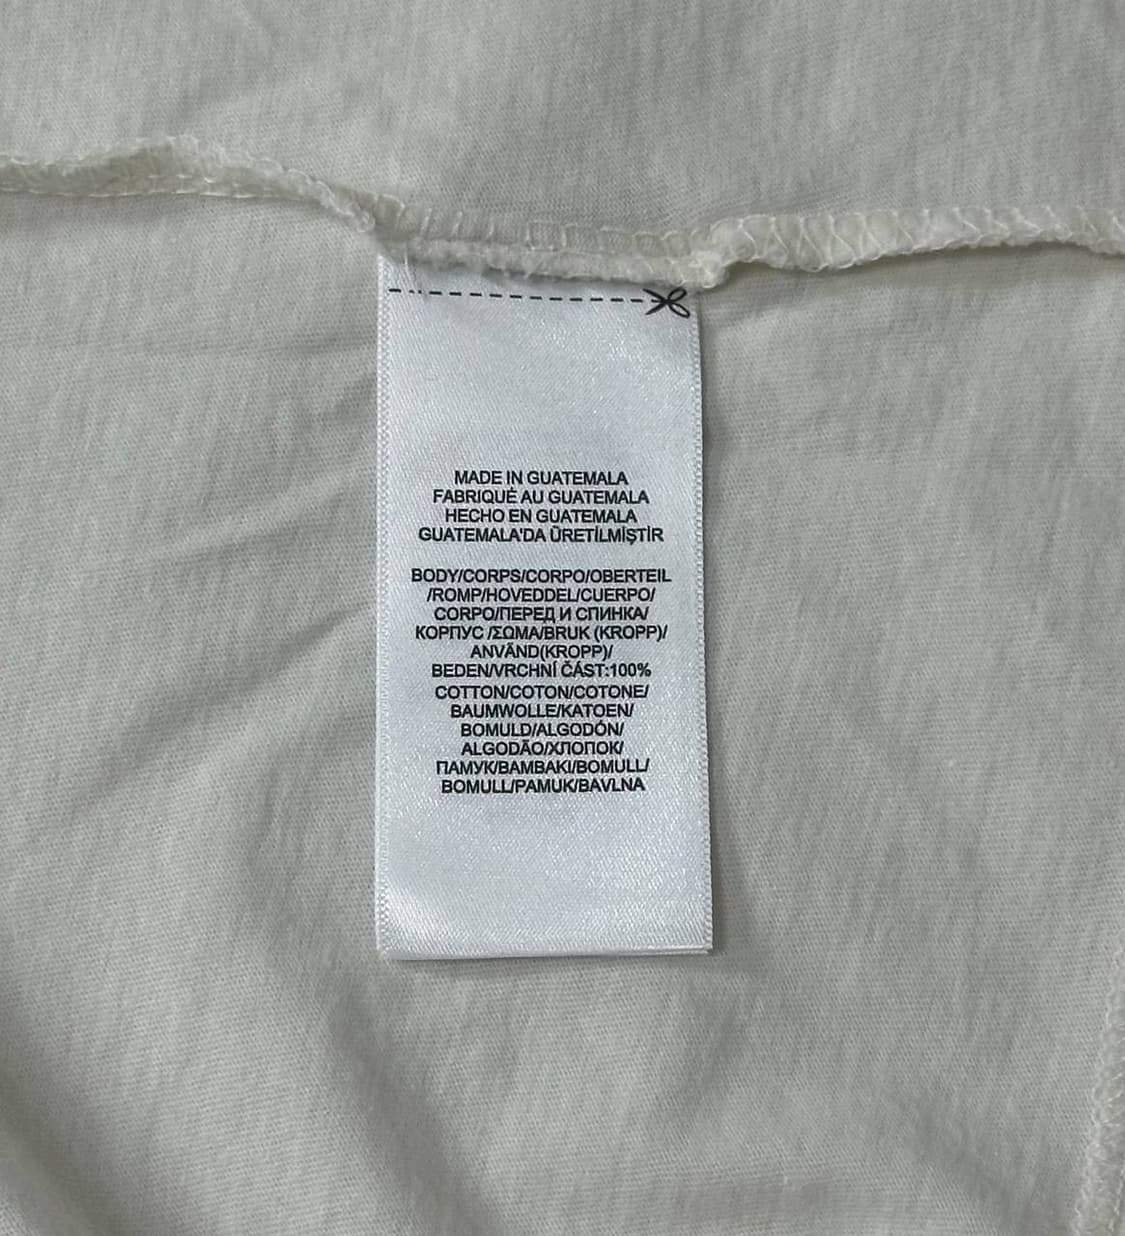 MADE IN GUATEMALA
FABRIQUÉ AU GUATEMALA
HECHO EN GUATEMALA
GUATEMALA'DA ÜRETİLMİŞTİR
BODY/CORPS/CORPO/OBERTEIL
/ROMP/HOVEDDEL/CUERPO/
CORPO/ПЕРЕД И СПИНКА/
КОРПУС /ΣΩΜΑ/BRUK (KROPP)/
ANVÄND(KROPP)/
BEDEN/VRCHNÍ ČÁST:100%
COTTON/COTON/COTONE/
BAUMWOLLE/KATOEN/
BOMULD/ALGODÓN/
ALGODÃO/ХЛОПОК/
ПАМУК/ΒΑΜΒΑΚΙ/BOMULL/
BOMULL/PAMUK/BAVLNA